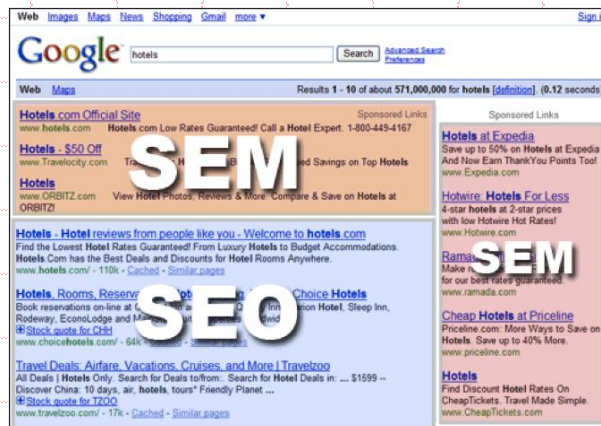 Web Images Maps News Shopping Gmail more ▼ Sign
Google hotels Search Advanced Search
Preferences
Web Maps Results 1 - 10 of about 571,000,000 for hotels [definition]. (0.12 seconds
Hotels.com Official Site Sponsored Links
www.hotels.com Hotels.com Low Rates Guaranteed! Call a Hotel Expert. 1-800-449-4167
Hotels - $50 Off
www.Travelocity.com Savings on Top Hotels
Hotels
www.ORBITZ.com View Hotel Photos, Reviews & More. Compare & Save on Hotels at
ORBITZ!
SEM
Hotels - Hotel reviews from people like you - Welcome to hotels.com
Find the Lowest Hotel Rates Guaranteed! From Luxury Hotels to Budget Accommodations.
Hotels.Com has the Best Deals and Discounts for Hotel Rooms Anywhere.
www.hotels.com/ - 110k - Cached - Similar pages
Hotels, Rooms, Choice Hotels
Book reservations on-line at Inn, Sleep Inn,
Rodeway, EconoLodge and
Stock quote for CHH
www.choicehotels.com/ - 64k
SEO
Travel Deals: Airfare, Vacations, Cruises, and More | Travelzoo
All Deals | Hotels Only. Search for Deals to/from:. Search for Hotel Deals in: ... $1599 --
Discover China: 10 days, air, hotels, tours* Friendly Planet ...
Stock quote for TZOO
www.travelzoo.com/ - 17k - Cached - Similar pages
Sponsored Links
Hotels at Expedia
Save up to 50% on Hotels at Expedia
And Now Earn ThankYou Points Too!
www.Expedia.com
Hotwire: Hotels For Less
4-star hotels at 2-star prices
with low Hotwire Hot Rates!
www.Hotwire.com
SEM
for our best rates guaranteed.
www.ramada.com
Cheap Hotels at Priceline
Priceline.com: More Ways to Save on
Hotels. Save up to 40% More.
www.priceline.com
Hotels
Find Discount Hotel Rates On
CheapTickets. Travel Made Simple.
www.CheapTickets.com